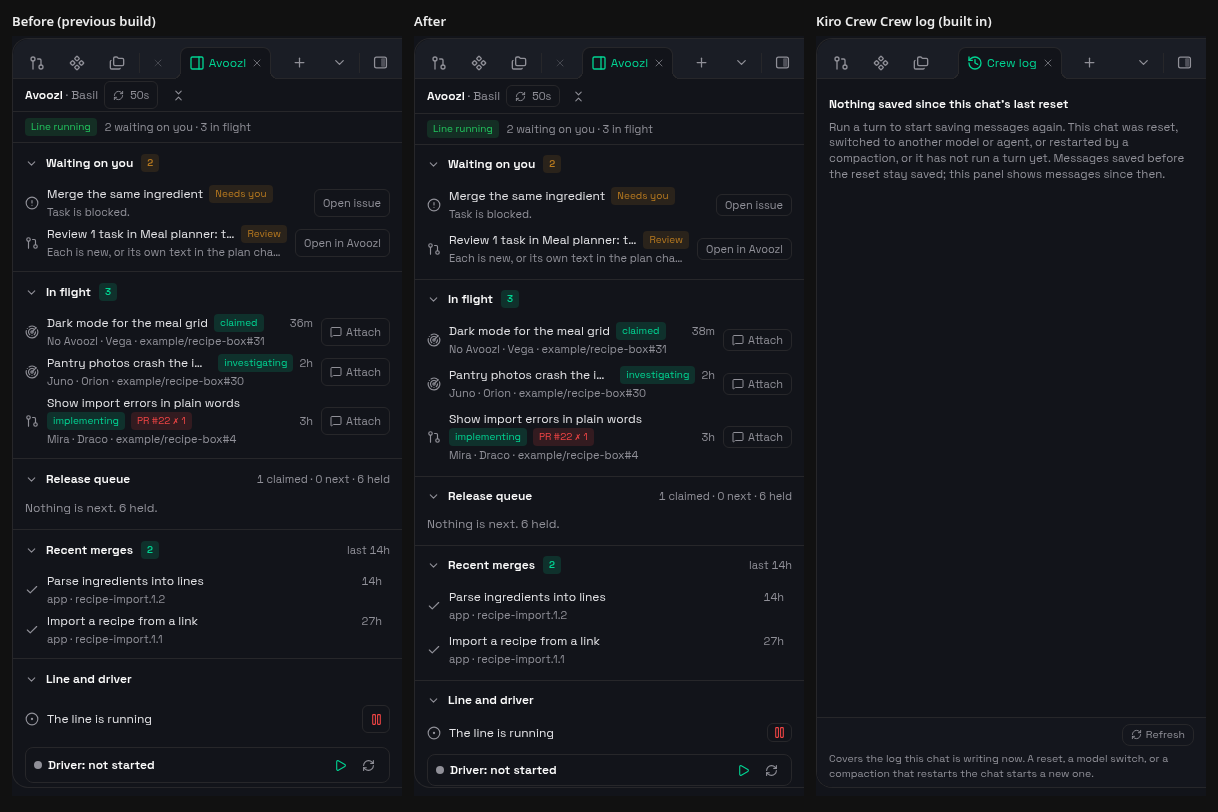 Before (previous build)
Avoozl
Avoozl · Basil
50s
Line running
2 waiting on you · 3 in flight
Waiting on you 2
Merge the same ingredient Needs you
Task is blocked.
Open issue
Review 1 task in Meal planner: t... Review
Each is new, or its own text in the plan cha...
Open in Avoozl
In flight 3
Dark mode for the meal grid claimed 36m
No Avoozl · Vega · example/recipe-box#31
Attach
Pantry photos crash the i... investigating 2h
Juno · Orion · example/recipe-box#30
Attach
Show import errors in plain words
implementing PR #22 ✗ 1 3h
Mira · Draco · example/recipe-box#4
Attach
Release queue 1 claimed · 0 next · 6 held
Nothing is next. 6 held.
Recent merges 2 last 14h
Parse ingredients into lines 14h
app · recipe-import.1.2
Import a recipe from a link 27h
app · recipe-import.1.1
Line and driver
The line is running
Driver: not started
After
Avoozl
Avoozl · Basil
50s
Line running
2 waiting on you · 3 in flight
Waiting on you 2
Merge the same ingredient Needs you
Task is blocked.
Open issue
Review 1 task in Meal planner: t... Review
Each is new, or its own text in the plan cha...
Open in Avoozl
In flight 3
Dark mode for the meal grid claimed 38m
No Avoozl · Vega · example/recipe-box#31
Attach
Pantry photos crash the i... investigating 2h
Juno · Orion · example/recipe-box#30
Attach
Show import errors in plain words
implementing PR #22 ✗ 1 3h
Mira · Draco · example/recipe-box#4
Attach
Release queue 1 claimed · 0 next · 6 held
Nothing is next. 6 held.
Recent merges 2 last 14h
Parse ingredients into lines 14h
app · recipe-import.1.2
Import a recipe from a link 27h
app · recipe-import.1.1
Line and driver
The line is running
Driver: not started
Kiro Crew Crew log (built in)
Crew log
Nothing saved since this chat's last reset
Run a turn to start saving messages again. This chat was reset,
switched to another model or agent, or restarted by a
compaction, or it has not run a turn yet. Messages saved before
the reset stay saved; this panel shows messages since then.
Refresh
Covers the log this chat is writing now. A reset, a model switch, or a
compaction that restarts the chat starts a new one.